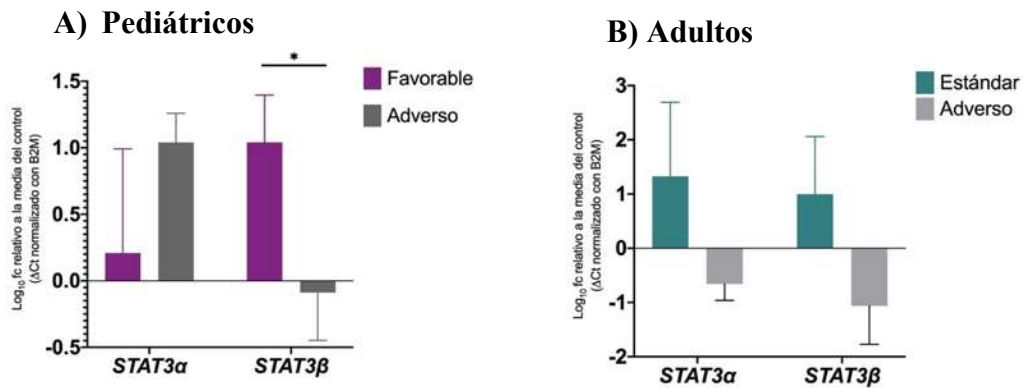 A) Pediátricos
Log10 fc relativo a la media del control
(ΔCt normalizado con B2M)
1.5
1.0
0.5
0.0
-0.5
*
Favorable
Adverso
STAT3α
STAT3β
B) Adultos
Log10 fc relativo a la media del control
(ΔCt normalizado con B2M)
3
2
1
0
-1
-2
Estándar
Adverso
STAT3α
STAT3β